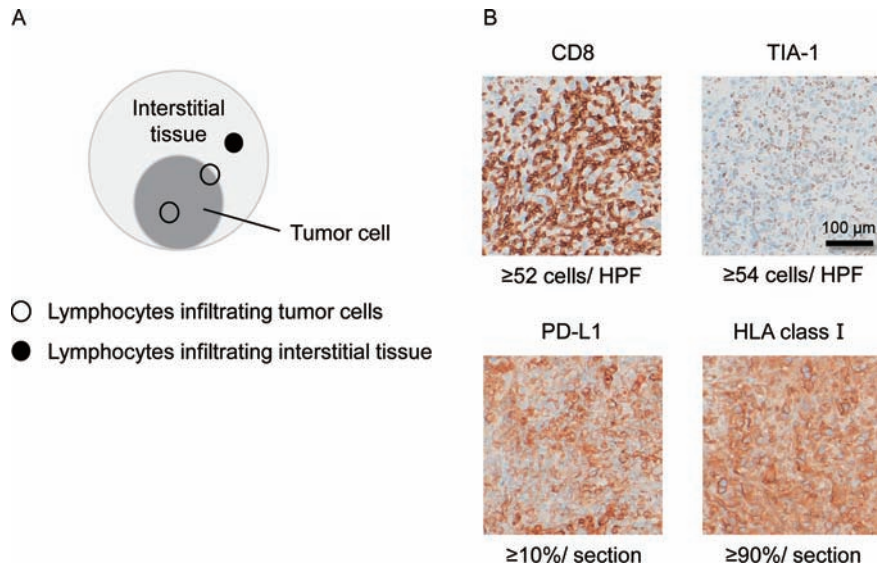 A
Interstitial
tissue
Tumor cell
Lymphocytes infiltrating tumor cells
Lymphocytes infiltrating interstitial tissue
B
CD8
TIA-1
100 µm
≥52 cells/ HPF
≥54 cells/ HPF
PD-L1
HLA class I
≥10%/ section
≥90%/ section